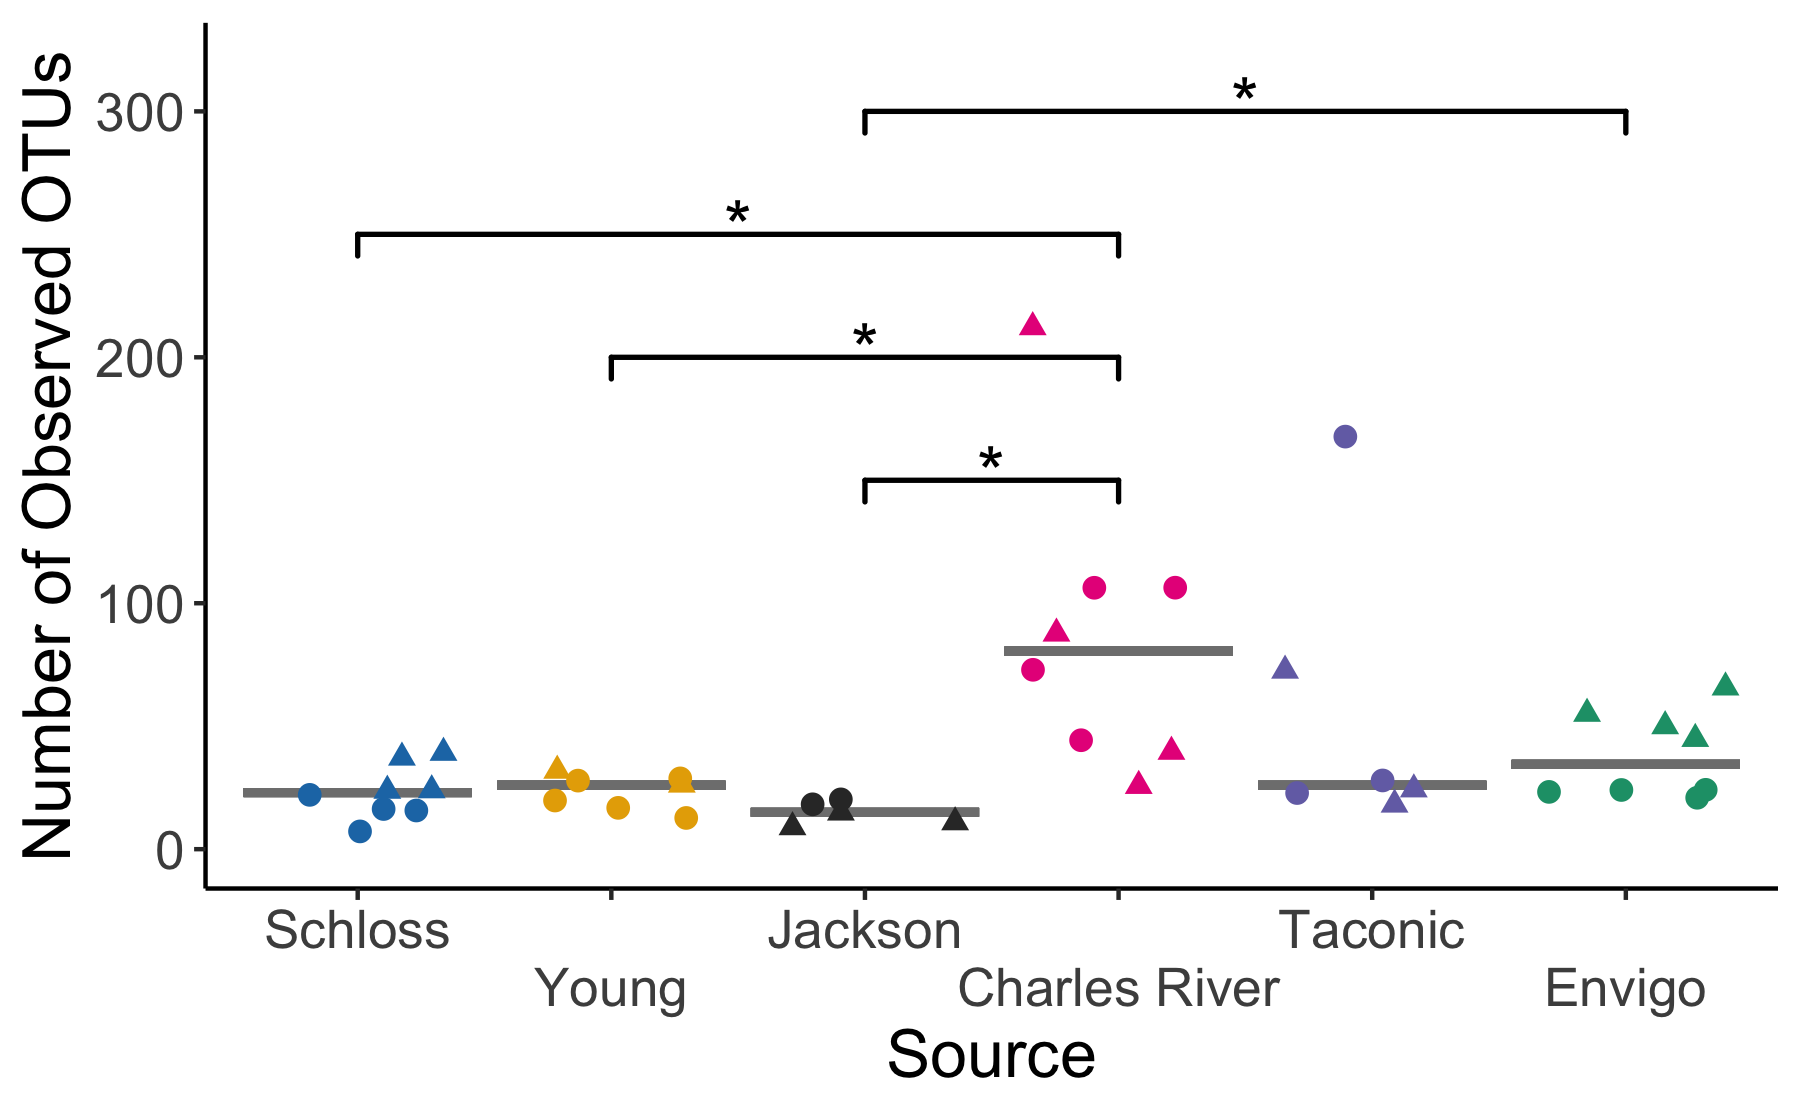 Number of Observed OTUs
300
200
100
0
*
*
*
*
Schloss
Young
Jackson
Charles River
Taconic
Envigo
Source